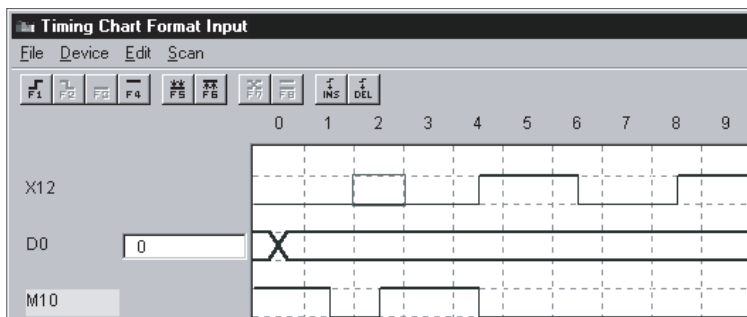 Timing Chart Format Input
File Device Edit Scan
F1 F2 F3 F4 F5 F6 F7 F8 INS DEL
0 1 2 3 4 5 6 7 8 9
X12
D0 0
M10